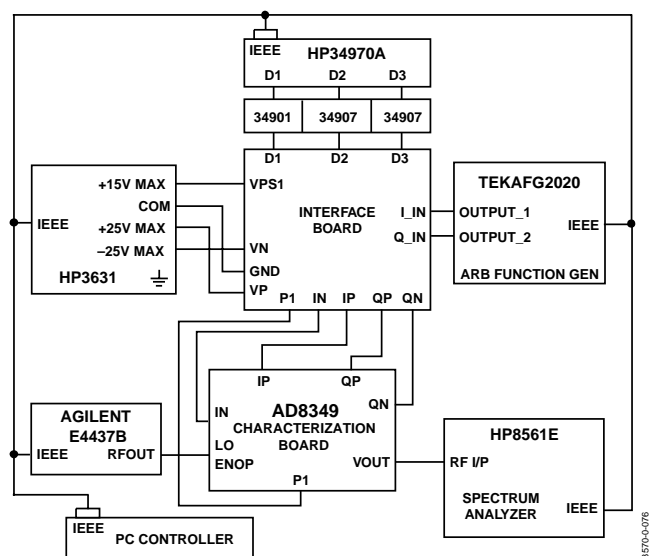 IEEE
HP34970A
D1 D2 D3
34901 34907 34907
D1 D2 D3
+15V MAX
COM
+25V MAX
–25V MAX
IEEE
HP3631
VPS1
VN
GND
VP
INTERFACE
BOARD
I_IN
Q_IN
P1 IN IP QP QN
TEKAFG2020
OUTPUT_1
OUTPUT_2
IEEE
ARB FUNCTION GEN
IP QP
IN
QN
AD8349
CHARACTERIZATION
BOARD
LO
ENOP
VOUT
P1
AGILENT
E4437B
IEEE RFOUT
HP8561E
RF I/P
SPECTRUM
ANALYZER
IEEE
IEEE
PC CONTROLLER